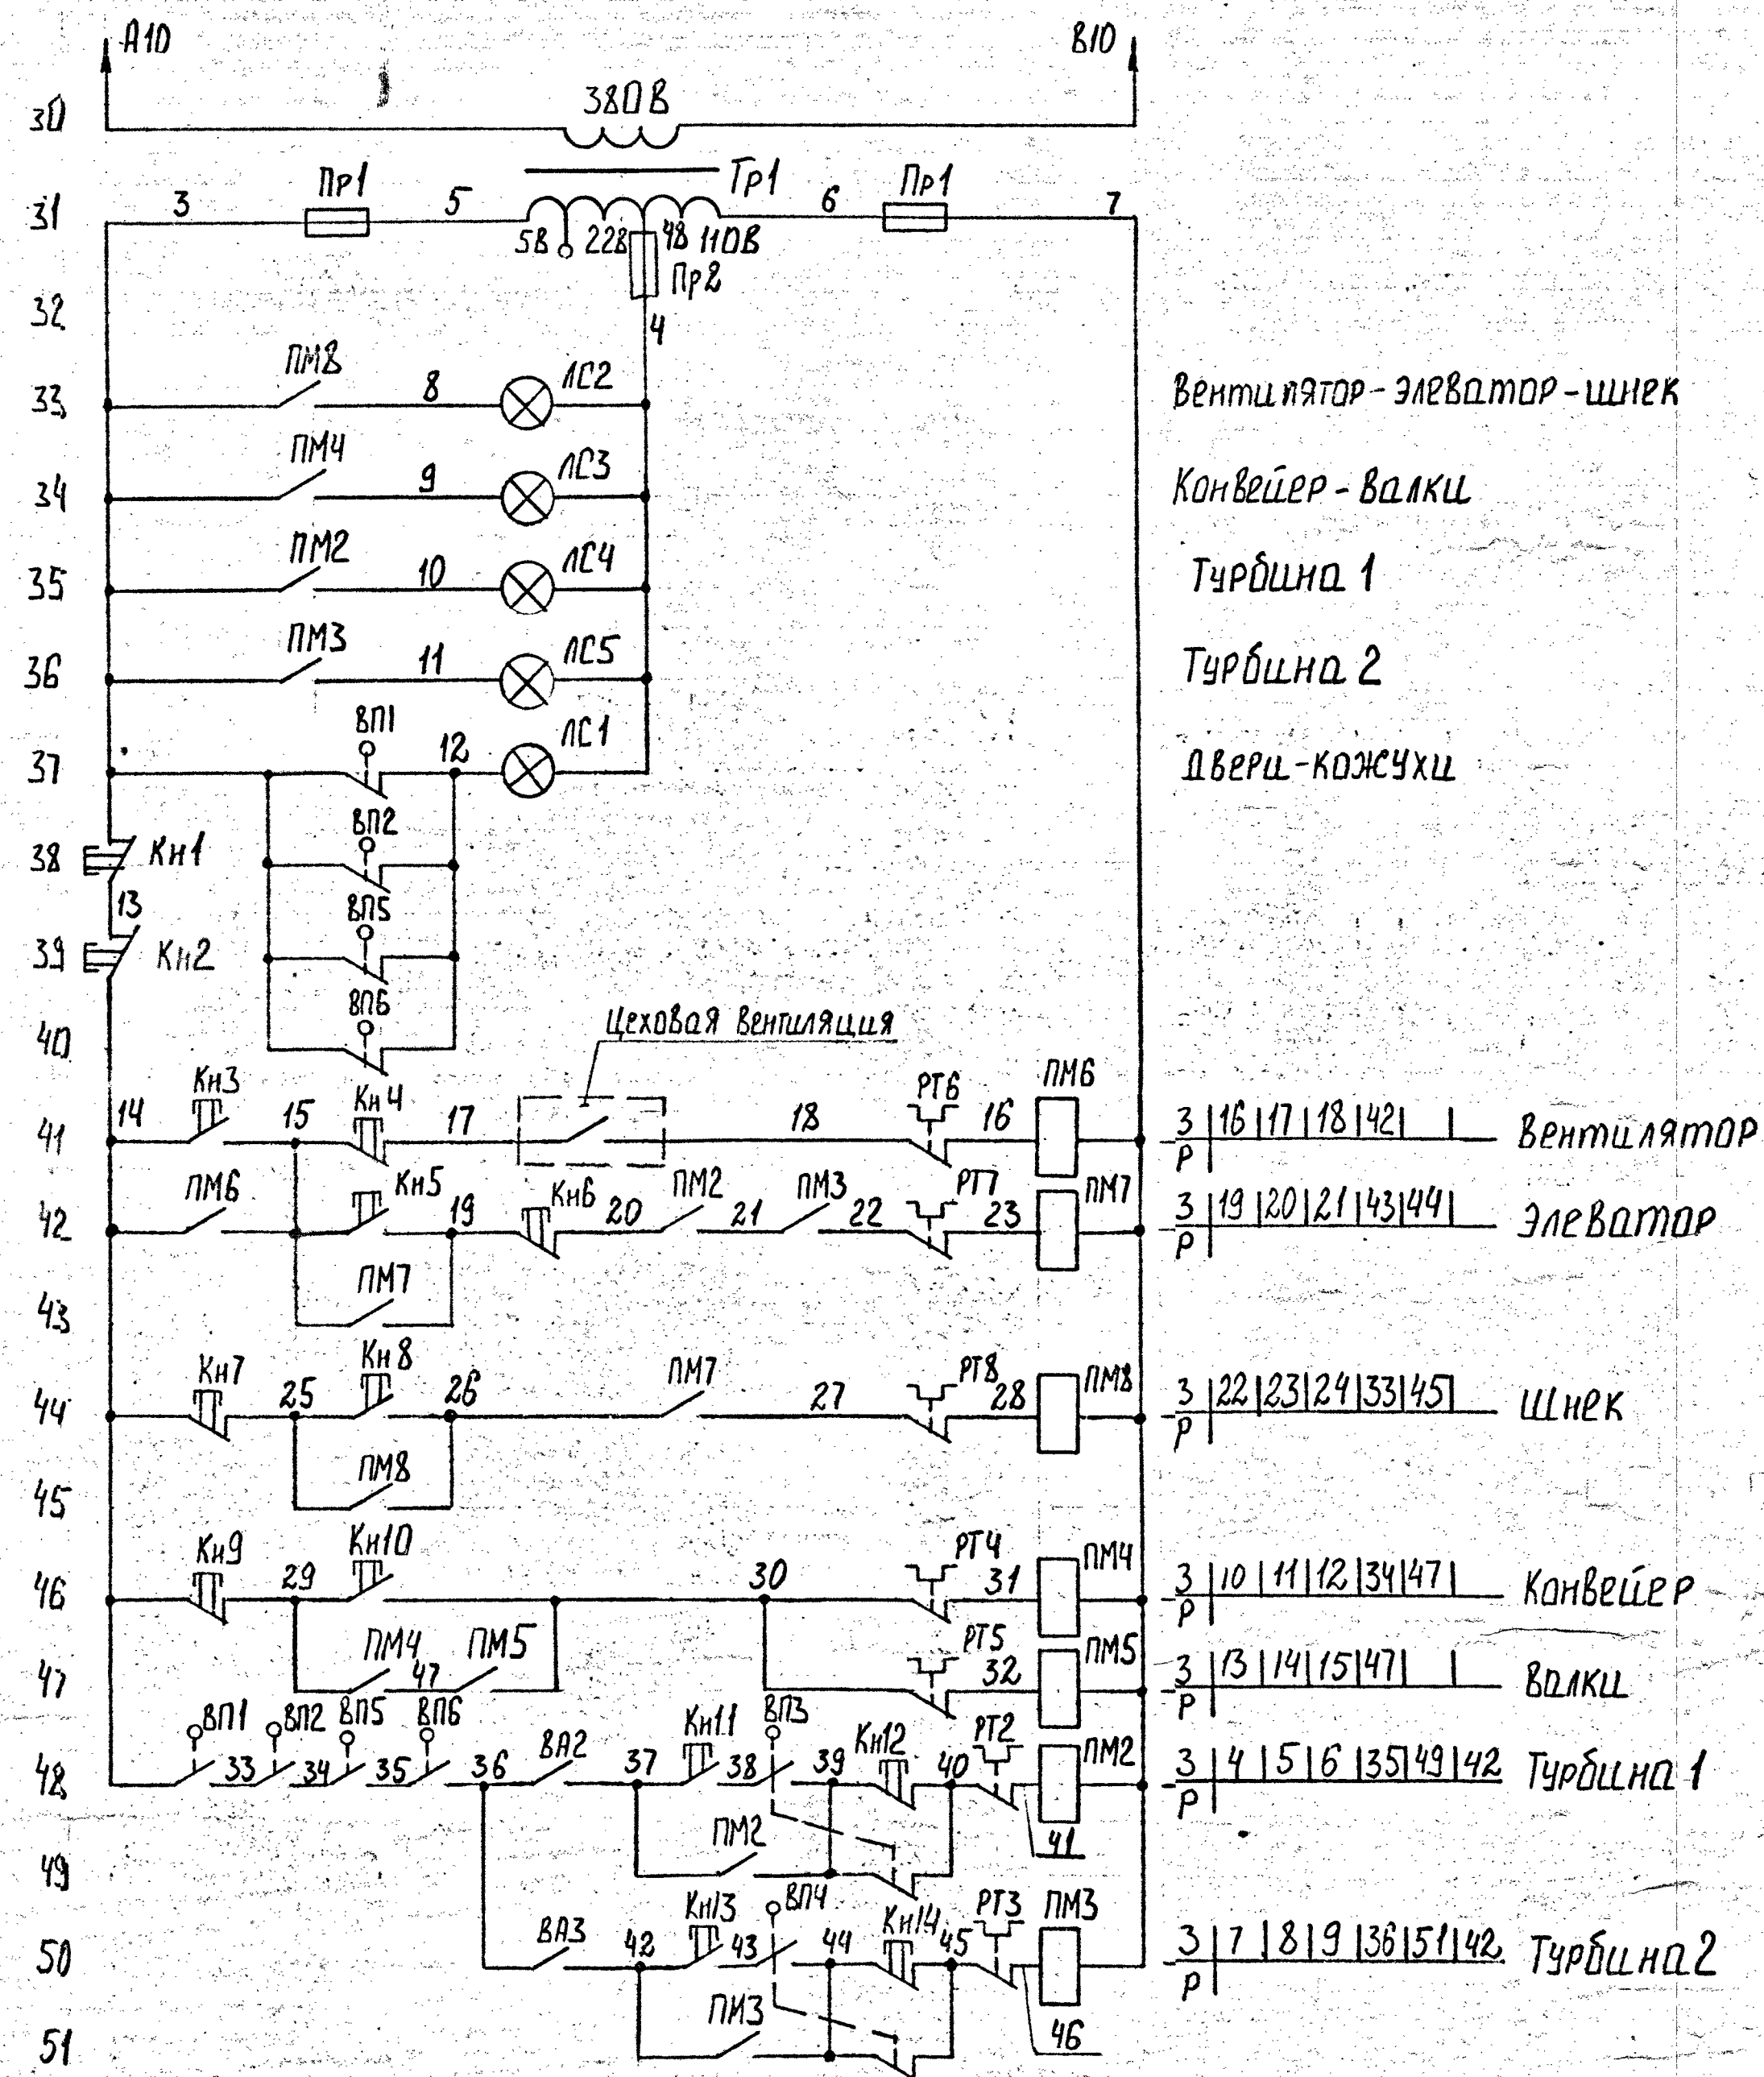 А10 В10
30 380В
31 3 Пр1 5 Тр1 6 Пр1 7
5В 22В 4В 110В
Пр2
32 4
33 ПМ8 8 ЛС2 Вентилятор-элеватор-шнек
34 ПМ4 9 ЛС3 Конвейер-валки
35 ПМ2 10 ЛС4 Турбина 1
36 ПМ3 11 ЛС5 Турбина 2
37 ВП1 12 ЛС1 Двери-кожухи
ВП2
38 Кн1
13 ВП5
39 Кн2
ВП6
40 Цеховая вентиляция
41 14 Кн3 15 Кн4 17 18 РТ6 16 ПМ6 З 16 17 18 42 Вентилятор
Р
42 ПМ6 Кн5 19 Кн6 20 ПМ2 21 ПМ3 22 РТ7 23 ПМ7 З 19 20 21 43 44 Элеватор
Р
43 ПМ7
44 Кн7 25 Кн8 26 ПМ7 27 РТ8 28 ПМ8 З 22 23 24 33 45 Шнек
Р
45 ПМ8
46 Кн9 29 Кн10 30 РТ4 31 ПМ4 З 10 11 12 34 47 Конвейер
Р
47 ПМ4 47 ПМ5 РТ5 32 ПМ5 З 13 14 15 47 Валки
Р
48 ВП1 33 ВП2 34 ВП5 35 ВП6 36 ВА2 37 Кн11 38 ВП3 39 Кн12 40 РТ2 ПМ2 З 4 5 6 35 49 42 Турбина 1
Р
41
49 ПМ2
50 ВА3 42 Кн13 43 ВП4 44 Кн14 45 РТ3 ПМ3 З 7 8 9 36 51 42 Турбина 2
Р
46
51 ПМ3